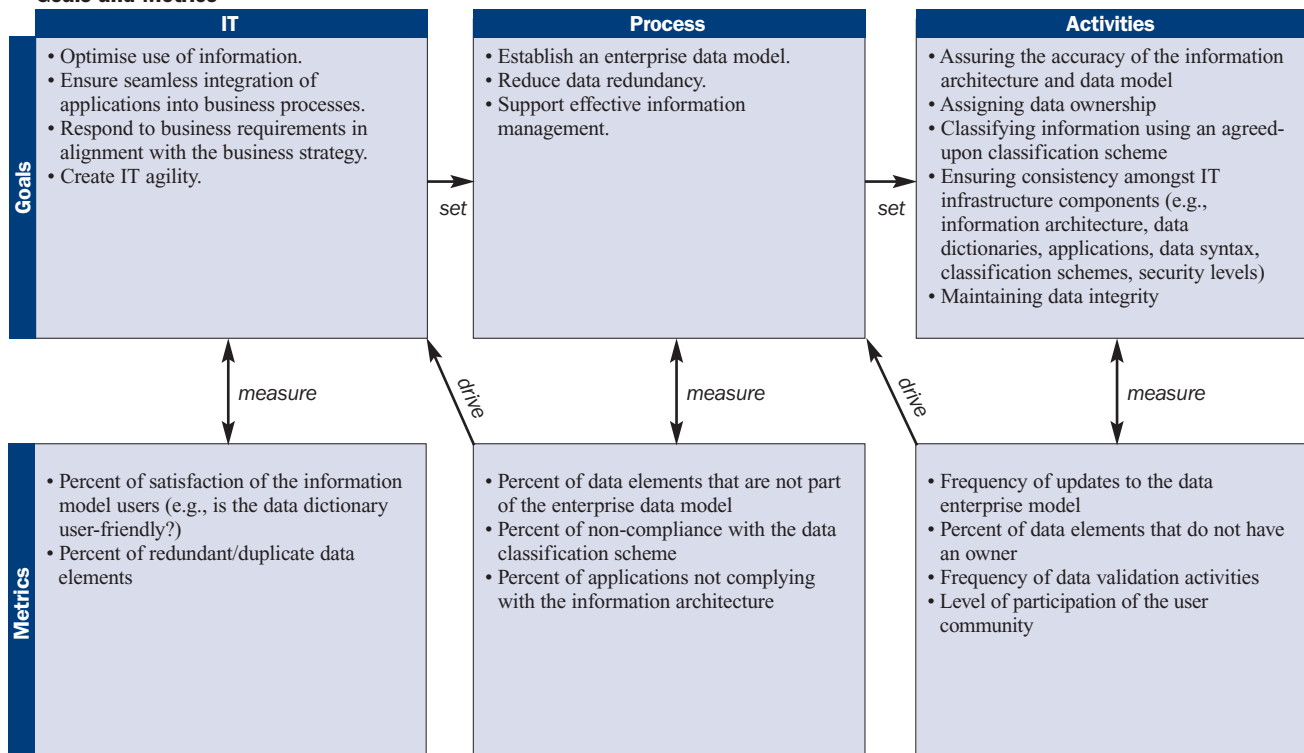 Goals and Metrics
IT
Process
Activities
Goals
• Optimise use of information.
• Ensure seamless integration of
applications into business processes.
• Respond to business requirements in
alignment with the business strategy.
• Create IT agility.
set
• Establish an enterprise data model.
• Reduce data redundancy.
• Support effective information
management.
set
• Assuring the accuracy of the information
architecture and data model
• Assigning data ownership
• Classifying information using an agreed-
upon classification scheme
• Ensuring consistency amongst IT
infrastructure components (e.g.,
information architecture, data
dictionaries, applications, data syntax,
classification schemes, security levels)
• Maintaining data integrity
measure
drive
measure
drive
measure
Metrics
• Percent of satisfaction of the information
model users (e.g., is the data dictionary
user-friendly?)
• Percent of redundant/duplicate data
elements
• Percent of data elements that are not part
of the enterprise data model
• Percent of non-compliance with the data
classification scheme
• Percent of applications not complying
with the information architecture
• Frequency of updates to the data
enterprise model
• Percent of data elements that do not have
an owner
• Frequency of data validation activities
• Level of participation of the user
community